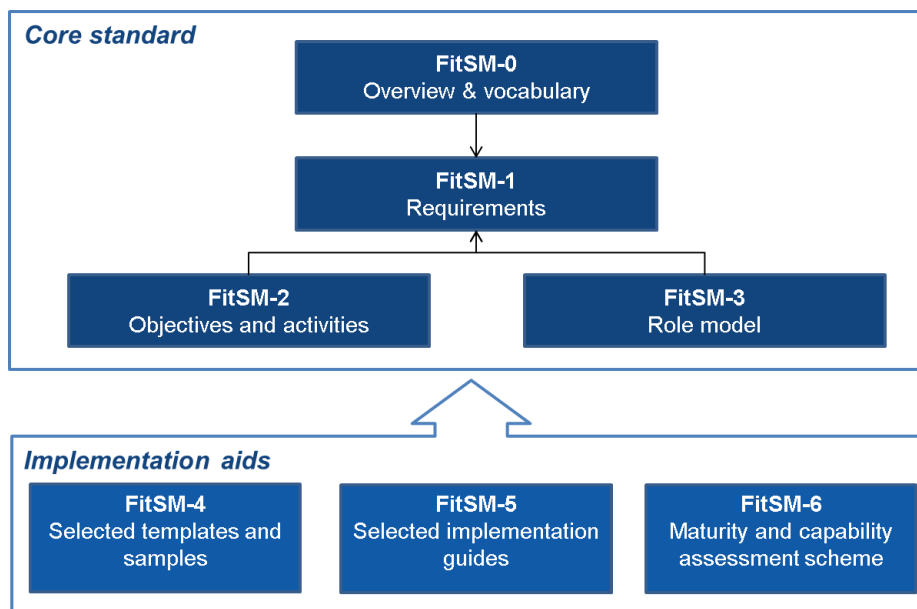 Core standard
FitSM-0
Overview & vocabulary
FitSM-1
Requirements
FitSM-2
Objectives and activities
FitSM-3
Role model
Implementation aids
FitSM-4
Selected templates and
samples
FitSM-5
Selected implementation
guides
FitSM-6
Maturity and capability
assessment scheme